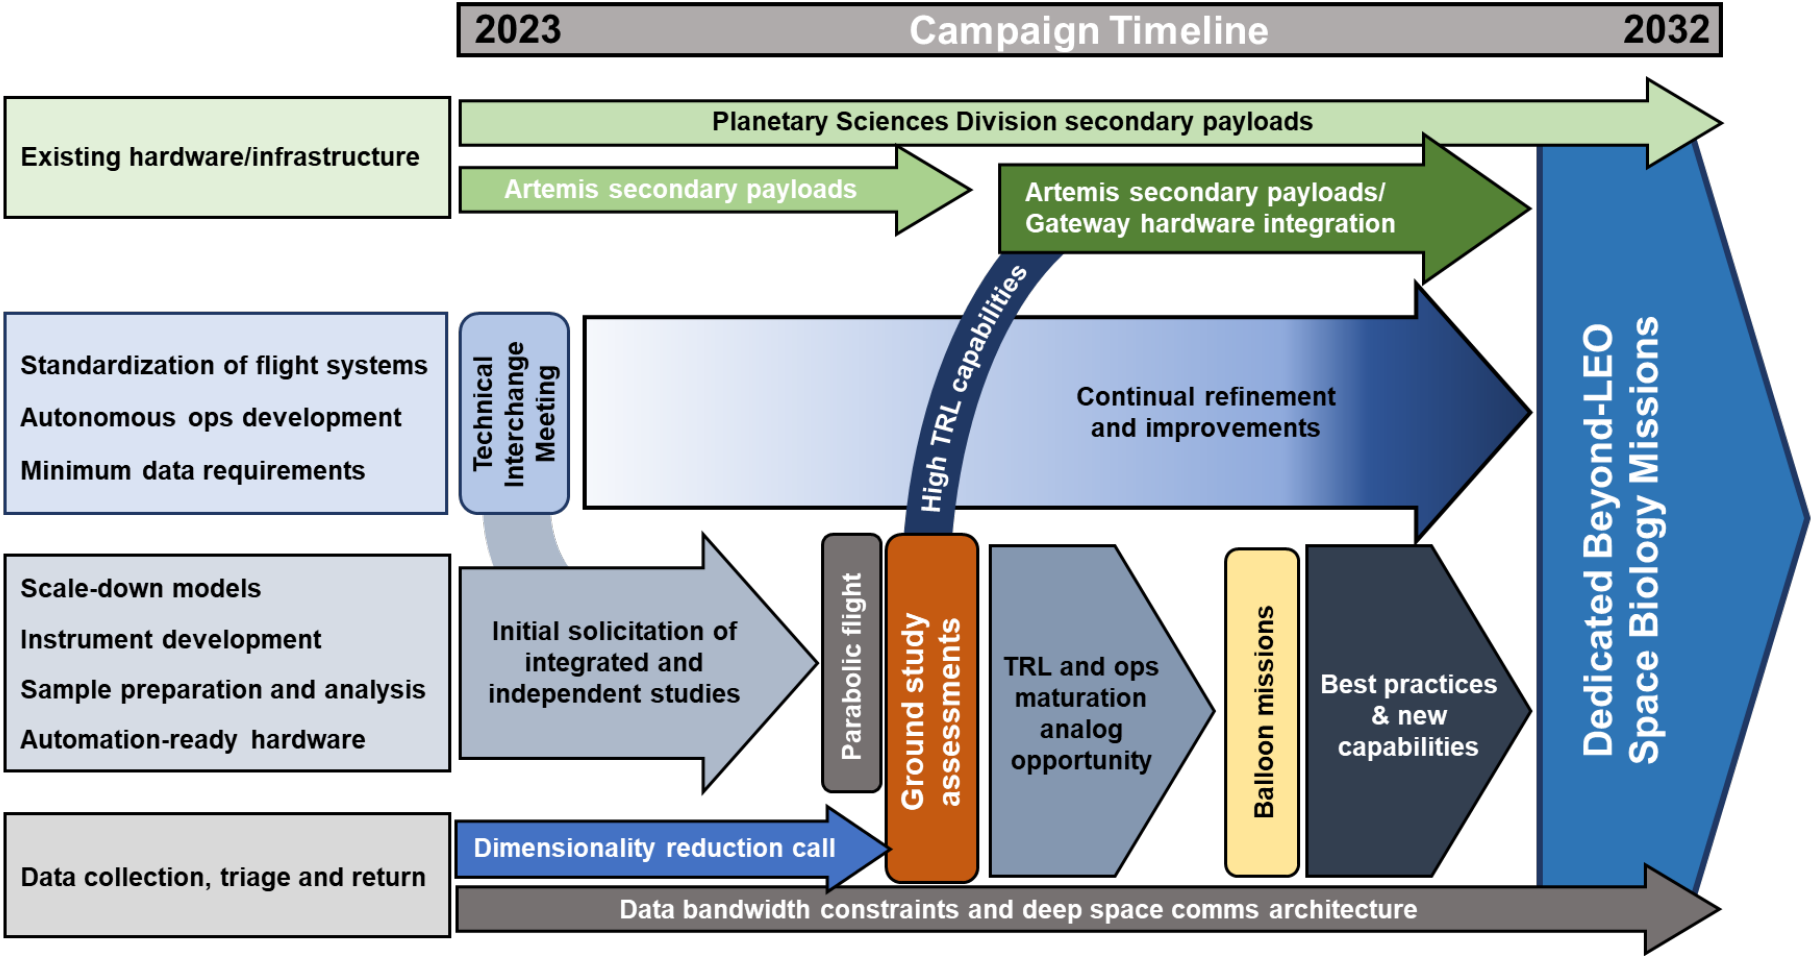 2023
Campaign Timeline
2032
Existing hardware/infrastructure
Planetary Sciences Division secondary payloads
Artemis secondary payloads
Artemis secondary payloads/
Gateway hardware integration
Standardization of flight systems
Autonomous ops development
Minimum data requirements
Technical
Interchange
Meeting
High TRL capabilities
Continual refinement
and improvements
Scale-down models
Instrument development
Sample preparation and analysis
Automation-ready hardware
Initial solicitation of
integrated and
independent studies
Parabolic flight
Ground study
assessments
TRL and ops
maturation
analog
opportunity
Balloon missions
Best practices
& new
capabilities
Dedicated Beyond-LEO
Space Biology Missions
Data collection, triage and return
Dimensionality reduction call
Data bandwidth constraints and deep space comms architecture